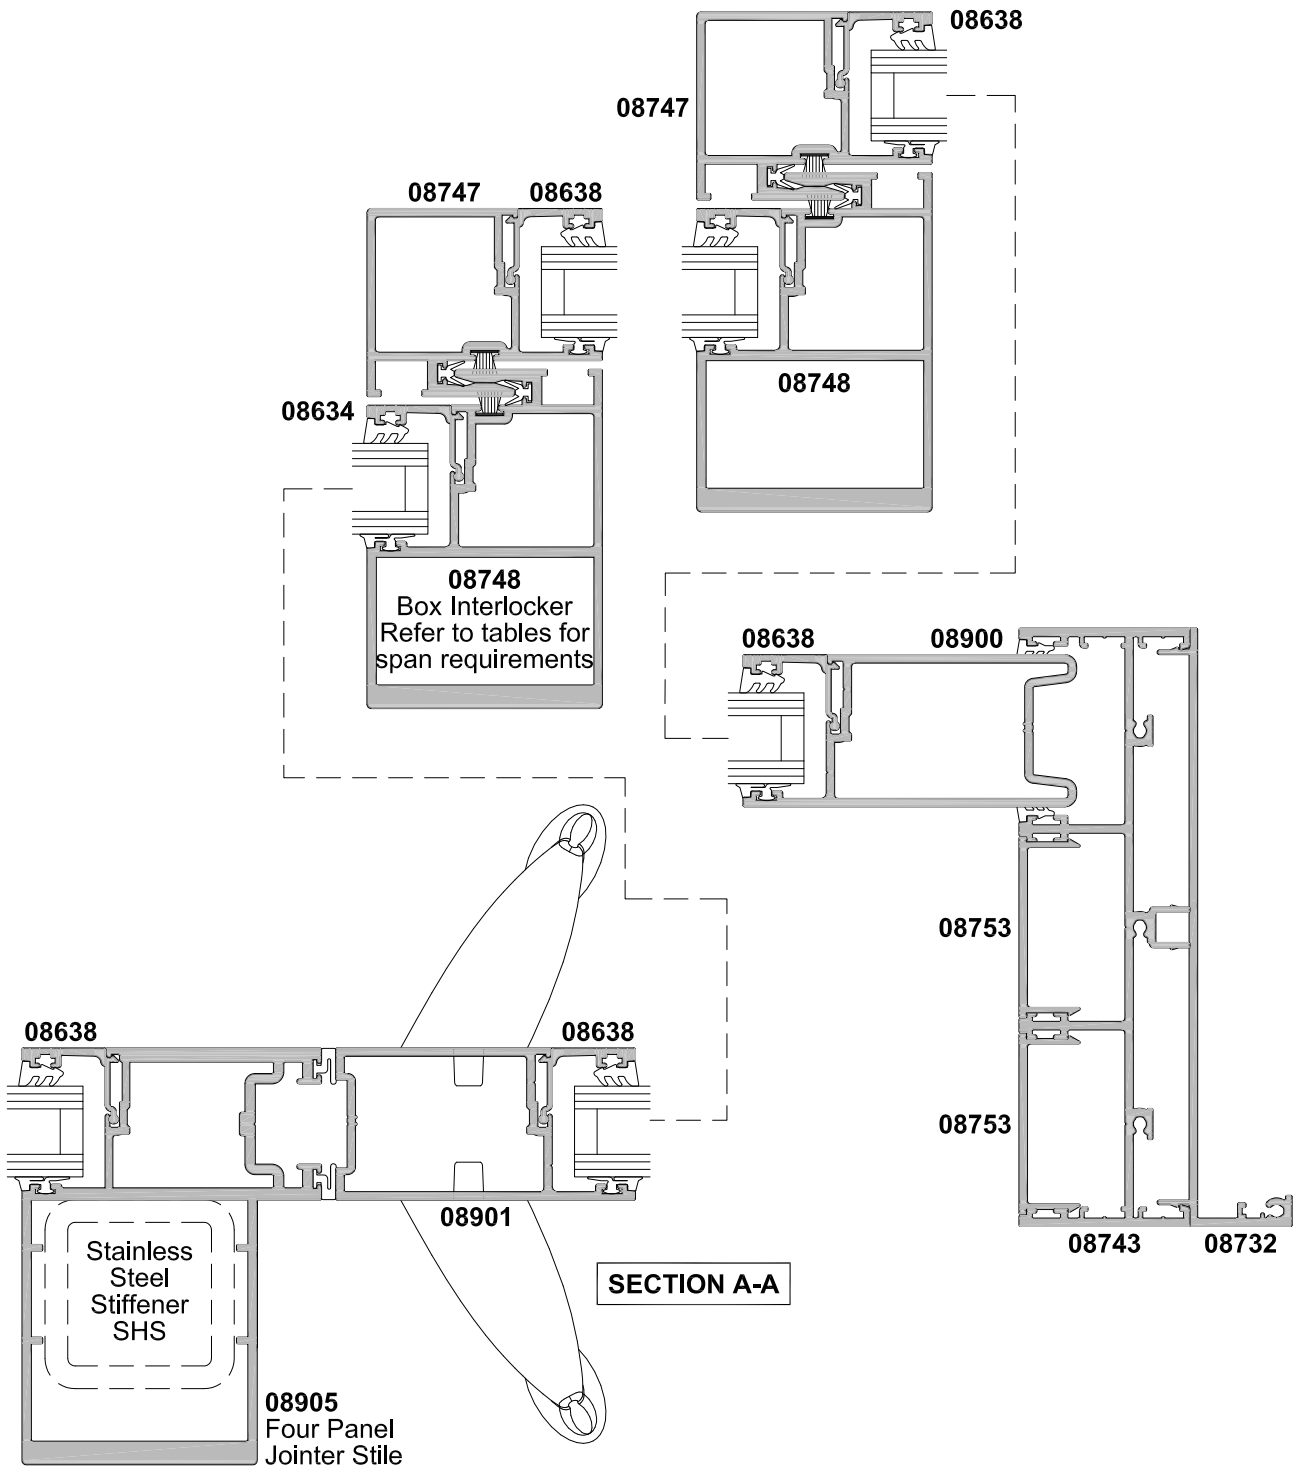 08638
08747
08747
08638
08748
08634
08748
Box Interlocker
Refer to tables for
span requirements
08638
08900
08753
08753
08638
08638
08901
08743
08732
SECTION A-A
Stainless
Steel
Stiffener
SHS
08905
Four Panel
Jointer Stile